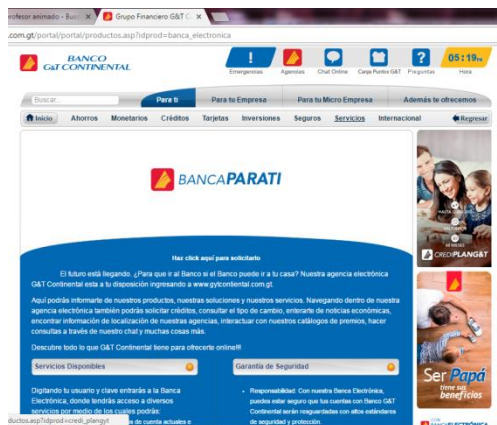 Grupo Financiero G&T C
.com.gt/portal/portal/productos.asp?idprod=banca_electronica
BANCO
G&T CONTINENTAL
!
?
05:19
Emergencias
Agencias
Chat Online
Canje Puntos G&T
Preguntas
Hora
Buscar...
Para ti
Para tu Empresa
Para tu Micro Empresa
Además te ofrecemos
Inicio
Ahorros
Monetarios
Créditos
Tarjetas
Inversiones
Seguros
Servicios
Internacional
Regresar
BANCAPARATI
Haz click aquí para solicitarlo
El futuro está llegando. ¿Para que ir al Banco si el Banco puede ir a tu casa? Nuestra agencia electrónica
G&T Continental esta a tu disposición ingresando a www.gytcontiental.com.gt.
Aquí podrás informarte de nuestros productos, nuestras soluciones y nuestros servicios. Navegando dentro de nuestra
agencia electrónica también podrás solicitar créditos, consultar el tipo de cambio, enterarte de noticias económicas,
encontrar información de localización de nuestras agencias, interactuar con nuestros catálogos de premios, hacer
consultas a través de nuestro chat y muchas cosas más.
Descubre todo lo que G&T Continental tiene para ofrecerte online!!!
Servicios Disponibles
Garantía de Seguridad
Digitando tu usuario y clave entrarás a la Banca
Electrónica, donde tendrás acceso a diversos
servicios por medio de los cuales podrás:
de cuenta actuales e
Responsabilidad: Con nuestra Banca Electrónica,
puedes estar seguro que tus cuentas con Banco G&T
Continental serán resguardadas con altos estándares
de seguridad y protección.
ductos.asp?idprod=credi_plangyt
CREDIPLANG&T
Ser Papá
tiene sus
beneficios